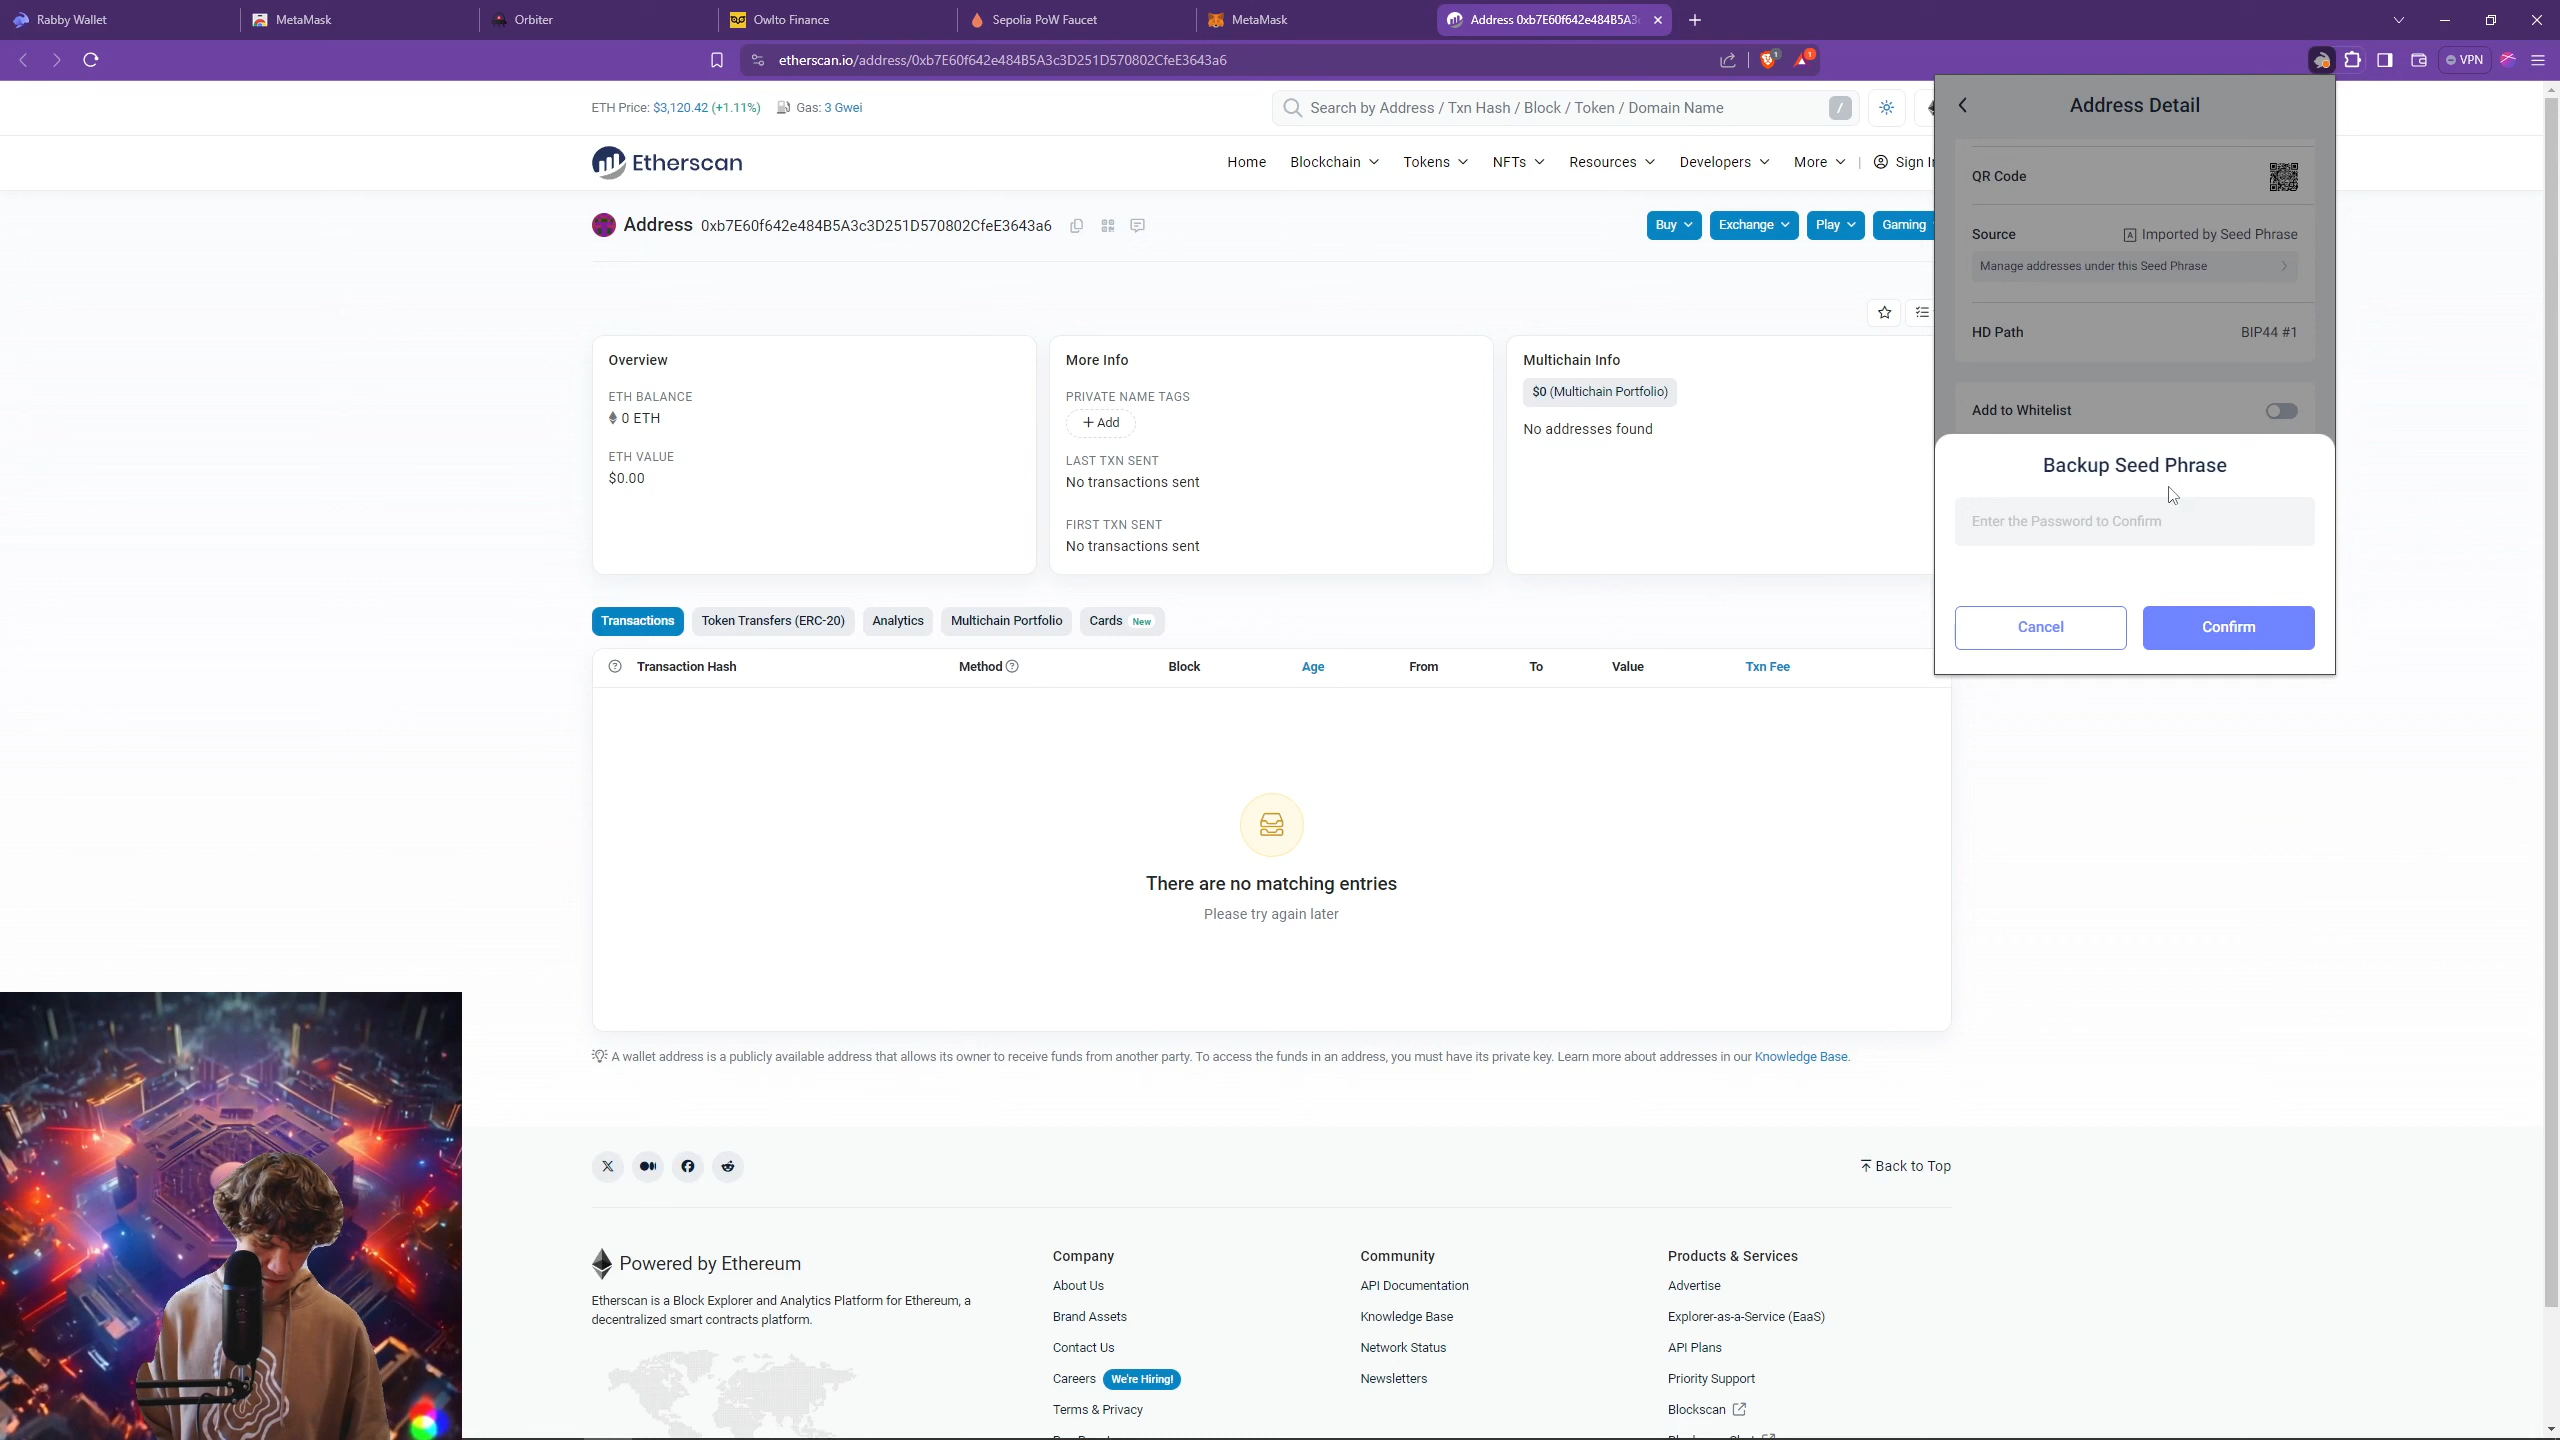 Rabby Wallet
MetaMask
Orbiter
Owlto Finance
Sepolia PoW Faucet
MetaMask
Address 0xb7E60f642e484B5A3c
etherscan.io/address/0xb7E60f642e484B5A3c3D251D570802CfeE3643a6
1
1
VPN
ETH Price: $3,120.42 (+1.11%)
Gas: 3 Gwei
Search by Address / Txn Hash / Block / Token / Domain Name
/
Etherscan
Home
Blockchain
Tokens
NFTs
Resources
Developers
More
Sign In
Address 0xb7E60f642e484B5A3c3D251D570802CfeE3643a6
Buy
Exchange
Play
Gaming
Overview
ETH BALANCE
0 ETH
ETH VALUE
$0.00
More Info
PRIVATE NAME TAGS
+ Add
LAST TXN SENT
No transactions sent
FIRST TXN SENT
No transactions sent
Multichain Info
$0 (Multichain Portfolio)
No addresses found
Address Detail
QR Code
Source
Imported by Seed Phrase
Manage addresses under this Seed Phrase
HD Path
BIP44 #1
Add to Whitelist
Backup Seed Phrase
Enter the Password to Confirm
Cancel
Confirm
Transactions
Token Transfers (ERC-20)
Analytics
Multichain Portfolio
Cards New
Transaction Hash
Method
Block
Age
From
To
Value
Txn Fee
There are no matching entries
Please try again later
A wallet address is a publicly available address that allows its owner to receive funds from another party. To access the funds in an address, you must have its private key. Learn more about addresses in our Knowledge Base.
Back to Top
Powered by Ethereum
Etherscan is a Block Explorer and Analytics Platform for Ethereum, a
decentralized smart contracts platform.
Company
About Us
Brand Assets
Contact Us
Careers We're Hiring!
Terms & Privacy
Community
API Documentation
Knowledge Base
Network Status
Newsletters
Products & Services
Advertise
Explorer-as-a-Service (EaaS)
API Plans
Priority Support
Blockscan